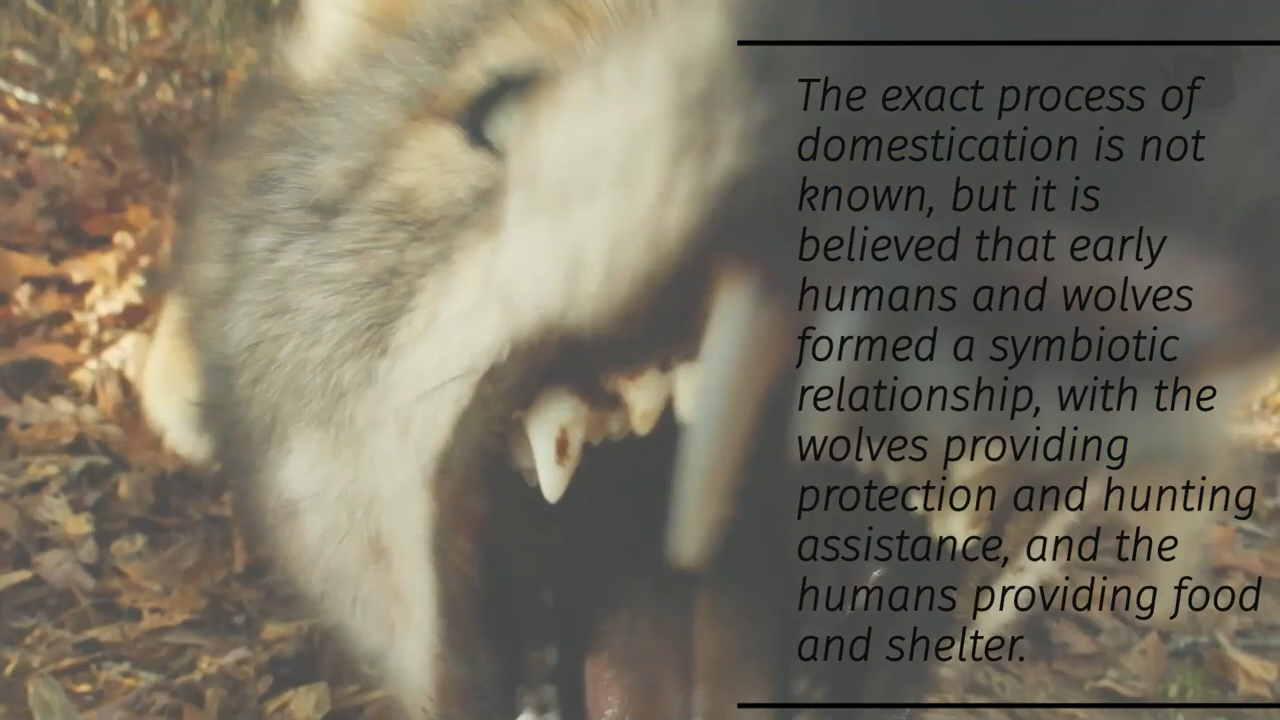 The exact process of
domestication is not
known, but it is
believed that early
humans and wolves
formed a symbiotic
relationship, with the
wolves providing
protection and hunting
assistance, and the
humans providing food
and shelter.